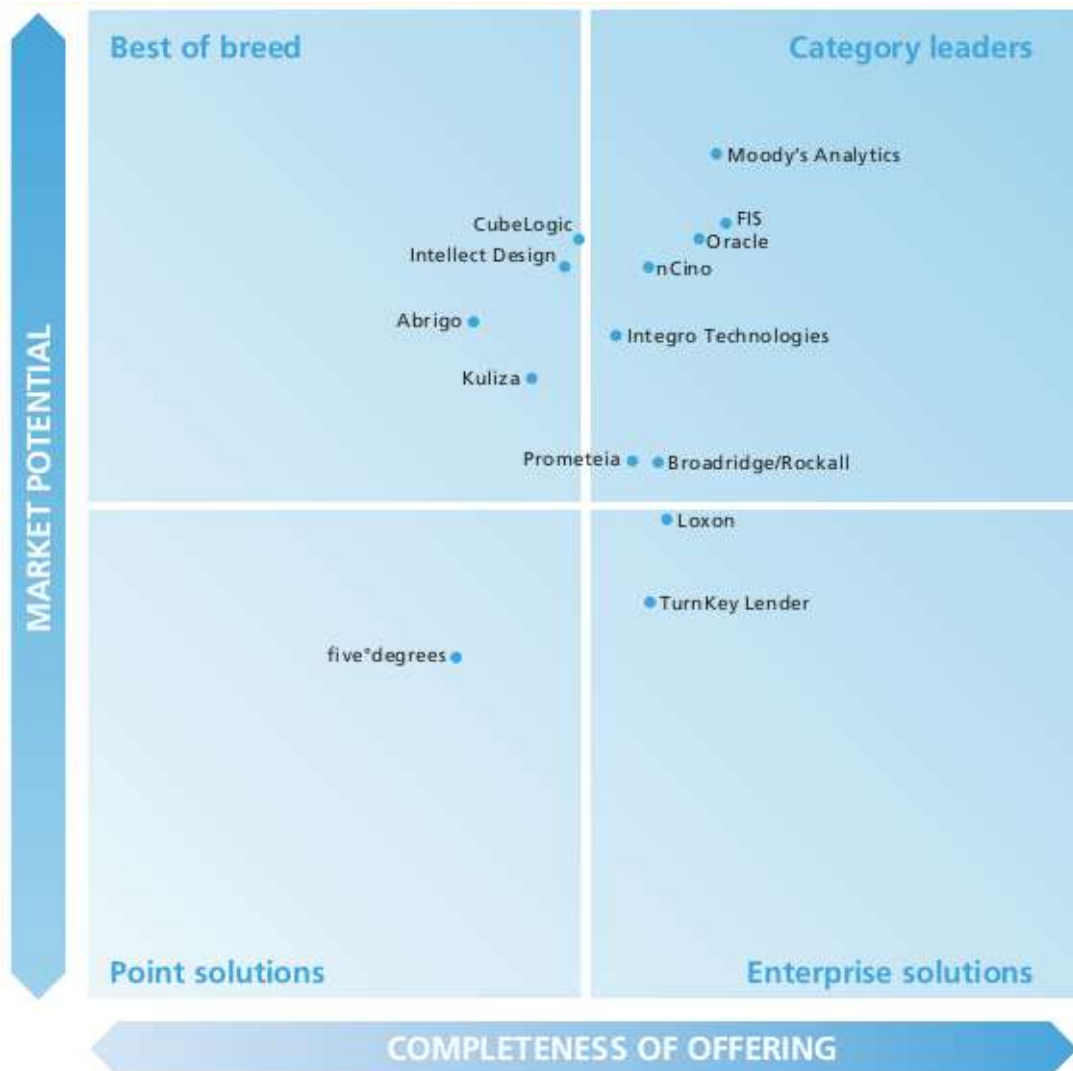 Best of breed
Category leaders
Moody's Analytics
FIS
CubeLogic
Oracle
Intellect Design
nCino
Abrigo
Integro Technologies
Kuliza
Prometeia
Broadridge/Rockall
Loxon
TurnKey Lender
five°degrees
MARKET POTENTIAL
Point solutions
Enterprise solutions
COMPLETENESS OF OFFERING